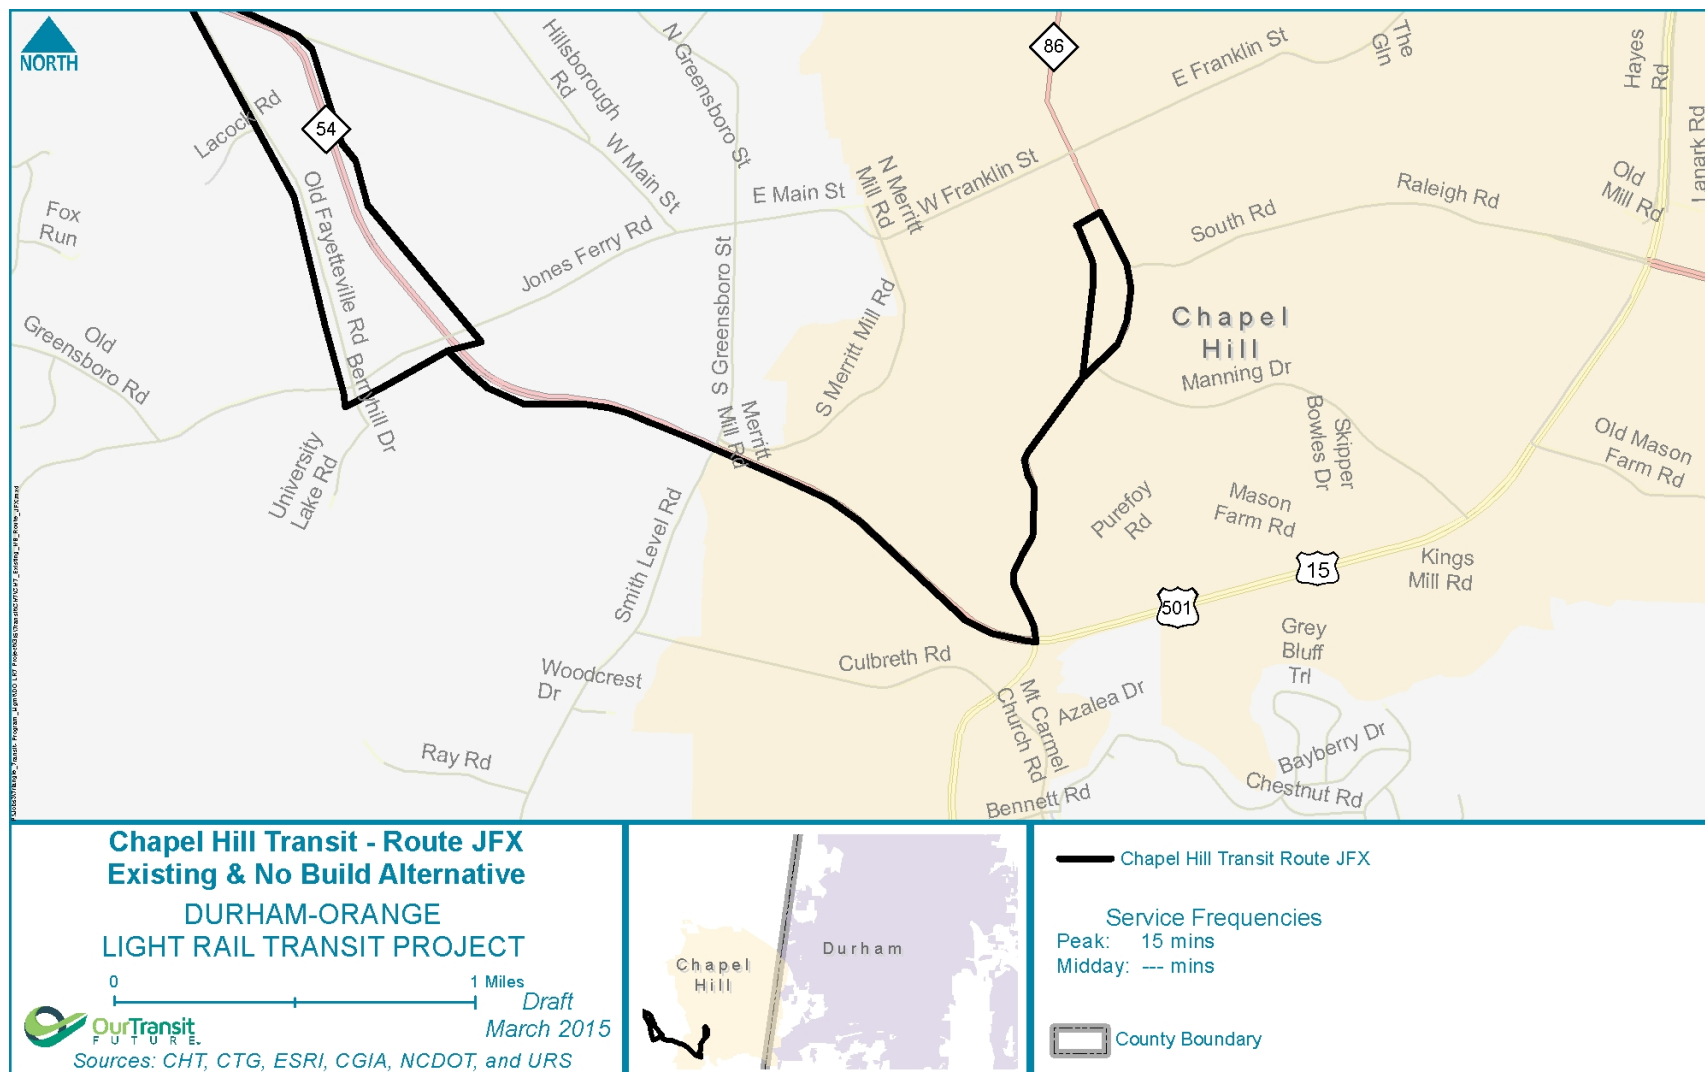 NORTH
54
86
Hillsborough
Rd
N Greensboro St
E Franklin St
The
Gln
Hayes
Rd
Lanark Rd
Lacock Rd
W Main St
N Merritt
Mill Rd
W Franklin St
E Main St
Old
Mill Rd
Raleigh Rd
South Rd
Fox
Run
Old Fayetteville Rd
Jones Ferry Rd
S Greensboro St
S Merritt Mill Rd
Chapel
Hill
Manning Dr
Old
Greensboro Rd
Berryhill Dr
Merritt
Mill Rd
Skipper
Bowles Dr
Old Mason
Farm Rd
University
Lake Rd
Purefoy
Rd
Mason
Farm Rd
Smith Level Rd
Kings
Mill Rd
15
501
Grey
Bluff
Trl
Culbreth Rd
Woodcrest
Dr
Mt Carmel
Church Rd
Azalea Dr
Ray Rd
Bayberry Dr
Chestnut Rd
Bennett Rd
Chapel Hill Transit - Route JFX
Existing & No Build Alternative
DURHAM-ORANGE
LIGHT RAIL TRANSIT PROJECT
0 1 Miles
Draft
March 2015
OurTransit
FUTURE
Sources: CHT, CTG, ESRI, CGIA, NCDOT, and URS
Durham
Chapel
Hill
Chapel Hill Transit Route JFX
Service Frequencies
Peak: 15 mins
Midday: --- mins
County Boundary